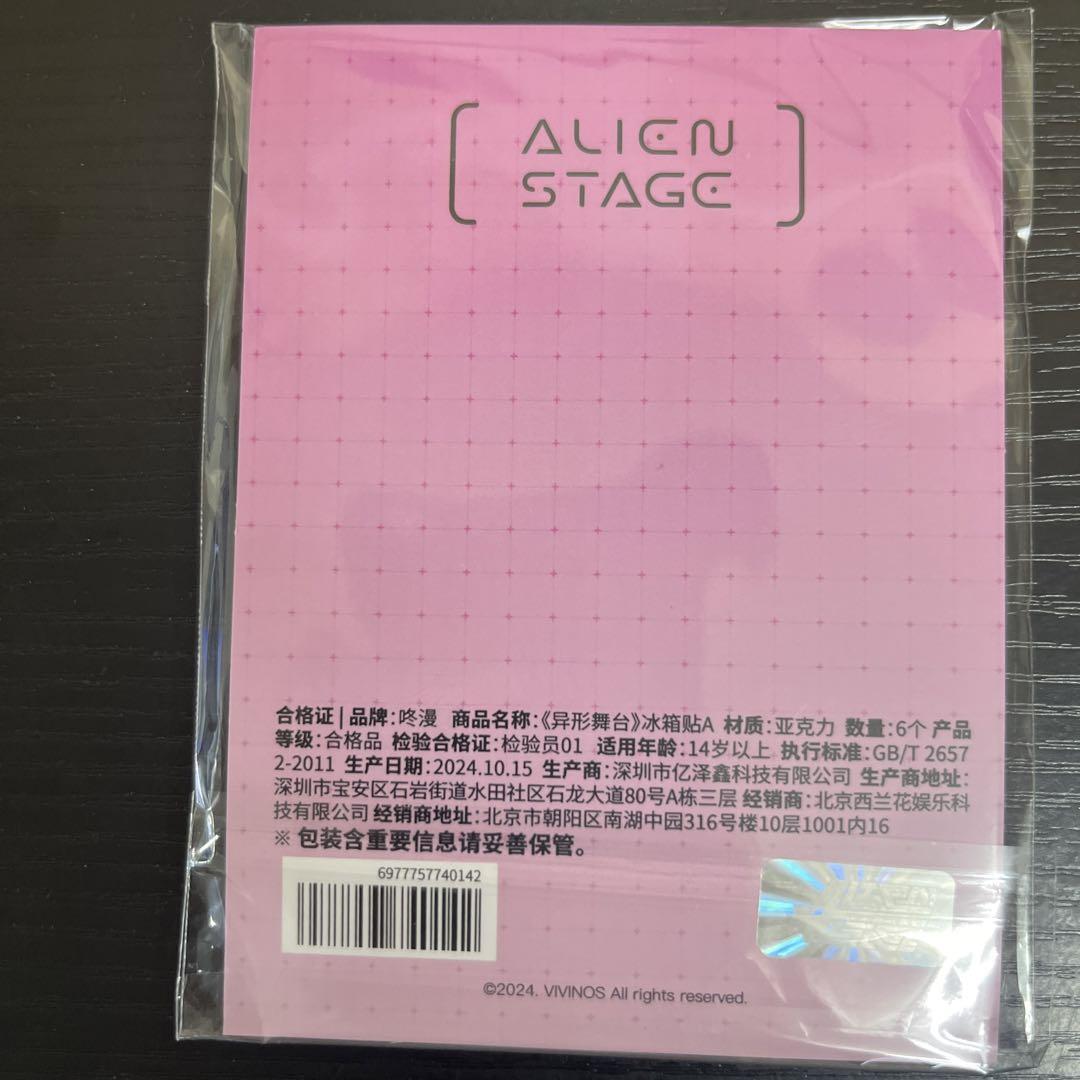 ALIEN
STAGE
合格证 | 品牌:咚漫 商品名称:《异形舞台》冰箱贴A 材质:亚克力 数量:6个 产品
等级:合格品 检验合格证:检验员01 适用年龄:14岁以上 执行标准:GB/T 2657
2-2011 生产日期:2024.10.15 生产商:深圳市亿泽鑫科技有限公司 生产商地址:
深圳市宝安区石岩街道水田社区石龙大道80号A栋三层 经销商:北京西兰花娱乐科
技有限公司 经销商地址:北京市朝阳区南湖中园316号楼10层1001内16
※ 包装含重要信息请妥善保管。
6977757740142
©2024. VIVINOS All rights reserved.